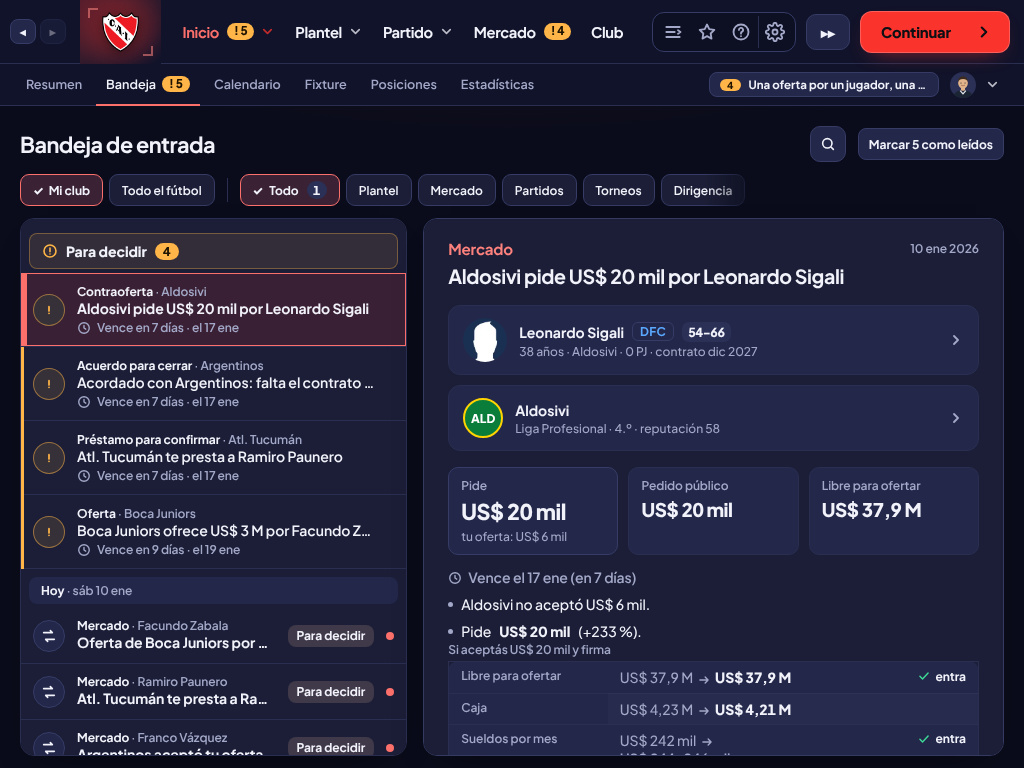 C.A.I.
Inicio ! 5
Plantel
Partido
Mercado ! 4
Club
Continuar
Resumen
Bandeja ! 5
Calendario
Fixture
Posiciones
Estadísticas
4 Una oferta por un jugador, una ...
Bandeja de entrada
Marcar 5 como leídos
Mi club
Todo el fútbol
Todo 1
Plantel
Mercado
Partidos
Torneos
Dirigencia
Para decidir 4
Contraoferta · Aldosivi
Aldosivi pide US$ 20 mil por Leonardo Sigali
Vence en 7 días · el 17 ene
Acuerdo para cerrar · Argentinos
Acordado con Argentinos: falta el contrato ...
Vence en 7 días · el 17 ene
Préstamo para confirmar · Atl. Tucumán
Atl. Tucumán te presta a Ramiro Paunero
Vence en 7 días · el 17 ene
Oferta · Boca Juniors
Boca Juniors ofrece US$ 3 M por Facundo Z...
Vence en 9 días · el 19 ene
Hoy · sáb 10 ene
Mercado · Facundo Zabala
Oferta de Boca Juniors por ...
Para decidir
Mercado · Ramiro Paunero
Atl. Tucumán te presta a Ra...
Para decidir
Mercado · Franco Vázquez
Argentinos aceptó tu oferta
Para decidir
Mercado
10 ene 2026
Aldosivi pide US$ 20 mil por Leonardo Sigali
Leonardo Sigali DFC 54–66
38 años · Aldosivi · 0 PJ · contrato dic 2027
ALD
Aldosivi
Liga Profesional · 4.º · reputación 58
Pide
US$ 20 mil
tu oferta: US$ 6 mil
Pedido público
US$ 20 mil
Libre para ofertar
US$ 37,9 M
Vence el 17 ene (en 7 días)
• Aldosivi no aceptó US$ 6 mil.
• Pide US$ 20 mil (+233 %).
Si aceptás US$ 20 mil y firma
Libre para ofertar US$ 37,9 M → US$ 37,9 M ✓ entra
Caja US$ 4,23 M → US$ 4,21 M
Sueldos por mes US$ 242 mil → ✓ entra